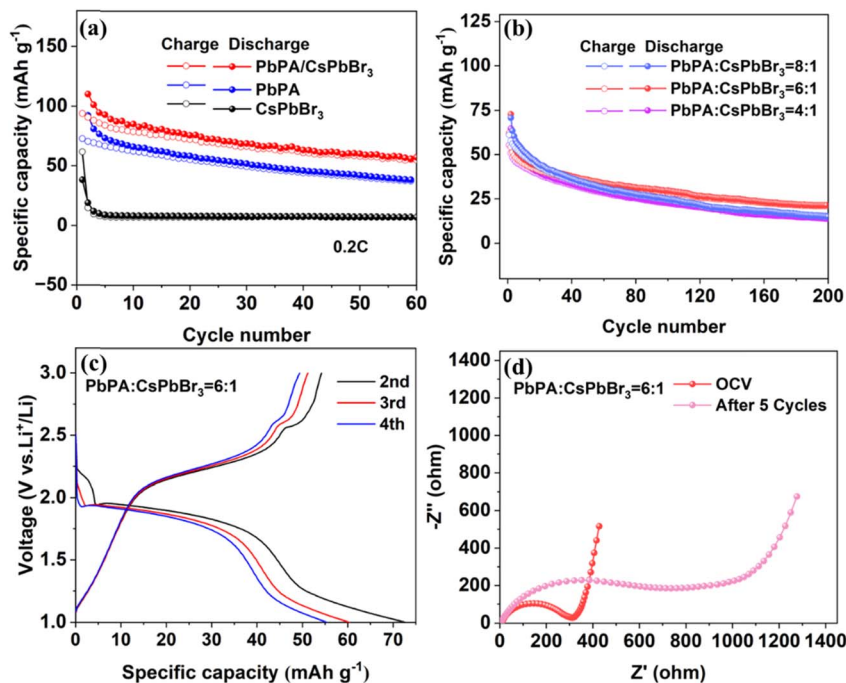 (a)
Charge Discharge
PbPA/CsPbBr₃
PbPA
CsPbBr₃
0.2C
150
100
50
0
−50
0 10 20 30 40 50 60
Specific capacity (mAh g⁻¹)
Cycle number
(b)
Charge Discharge
PbPA:CsPbBr₃=8:1
PbPA:CsPbBr₃=6:1
PbPA:CsPbBr₃=4:1
125
100
75
50
25
0
0 40 80 120 160 200
Specific capacity (mAh g⁻¹)
Cycle number
(c)
PbPA:CsPbBr₃=6:1
2nd
3rd
4th
3.0
2.5
2.0
1.5
1.0
0 10 20 30 40 50 60 70
Voltage (V vs.Li⁺/Li)
Specific capacity (mAh g⁻¹)
(d)
PbPA:CsPbBr₃=6:1
OCV
After 5 Cycles
1400
1200
1000
800
600
400
200
0
0 200 400 600 800 1000 1200 1400
-Z'' (ohm)
Z' (ohm)